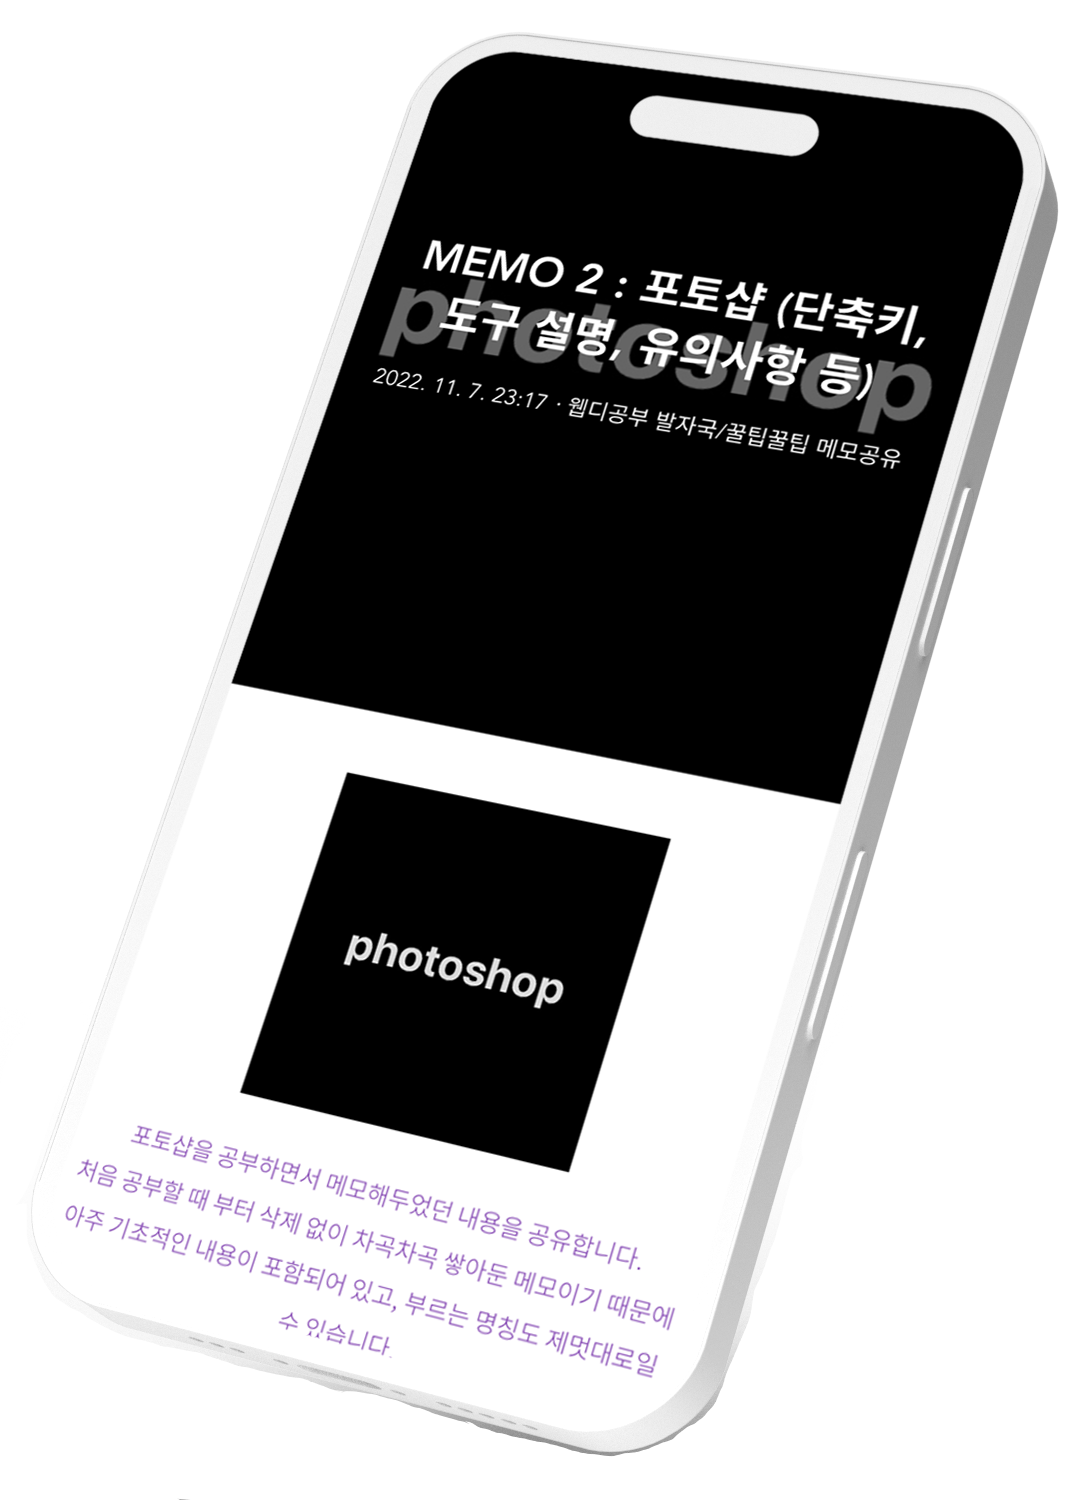 MEMO 2 : 포토샵 (단축키,
도구 설명, 유의사항 등)
photoshop
2022. 11. 7. 23:17 · 웹디공부 발자국/꿀팁꿀팁 메모공유
photoshop
포토샵을 공부하면서 메모해두었던 내용을 공유합니다.
처음 공부할 때 부터 삭제 없이 차곡차곡 쌓아둔 메모이기 때문에
아주 기초적인 내용이 포함되어 있고, 부르는 명칭도 제멋대로일
수 있습니다.